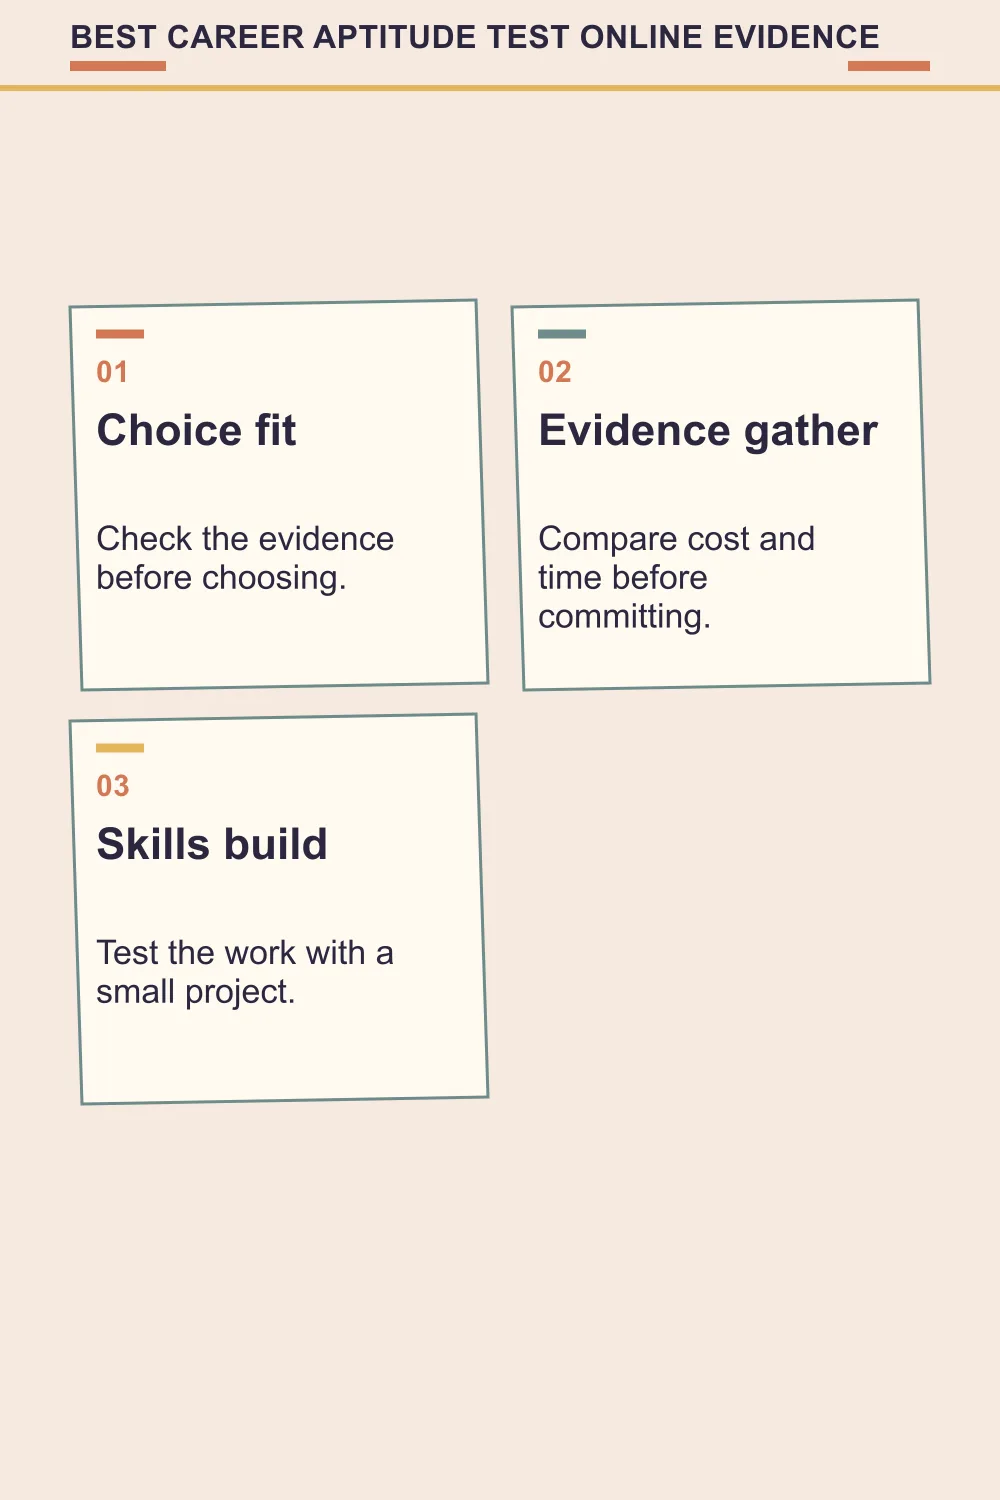 BEST CAREER APTITUDE TEST ONLINE EVIDENCE
01
Choice fit
Check the evidence
before choosing.
02
Evidence gather
Compare cost and
time before
committing.
03
Skills build
Test the work with a
small project.